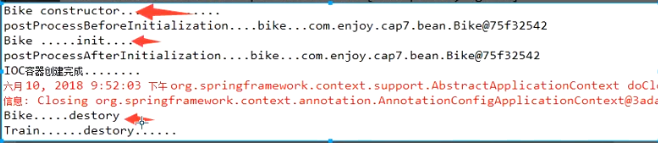 Bike constructor..............
postProcessBeforeInitialization....bike...com.enjoy.cap7.bean.Bike@75f32542
Bike .....init....
postProcessAfterInitialization....bike...com.enjoy.cap7.bean.Bike@75f32542
IOC容器创建完成........
六月 10, 2018 9:52:03 下午 org.springframework.context.support.AbstractApplicationContext doClo
信息: Closing org.springframework.context.annotation.AnnotationConfigApplicationContext@3ada
Bike.....destory
Train......destory......